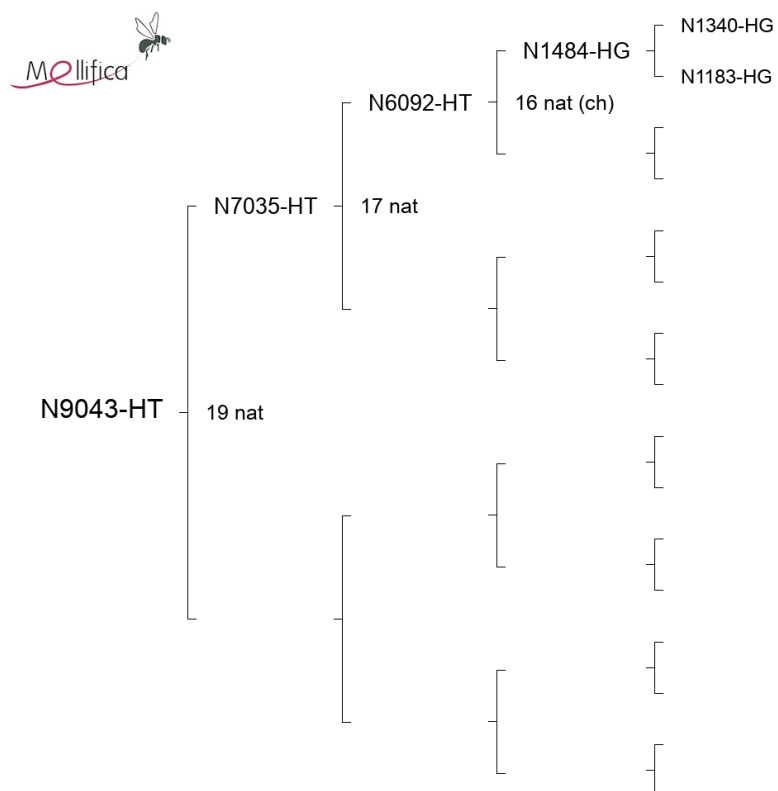 Mellifica
N1340-HG
N1484-HG
N1183-HG
N6092-HT
16 nat (ch)
N7035-HT
17 nat
N9043-HT
19 nat